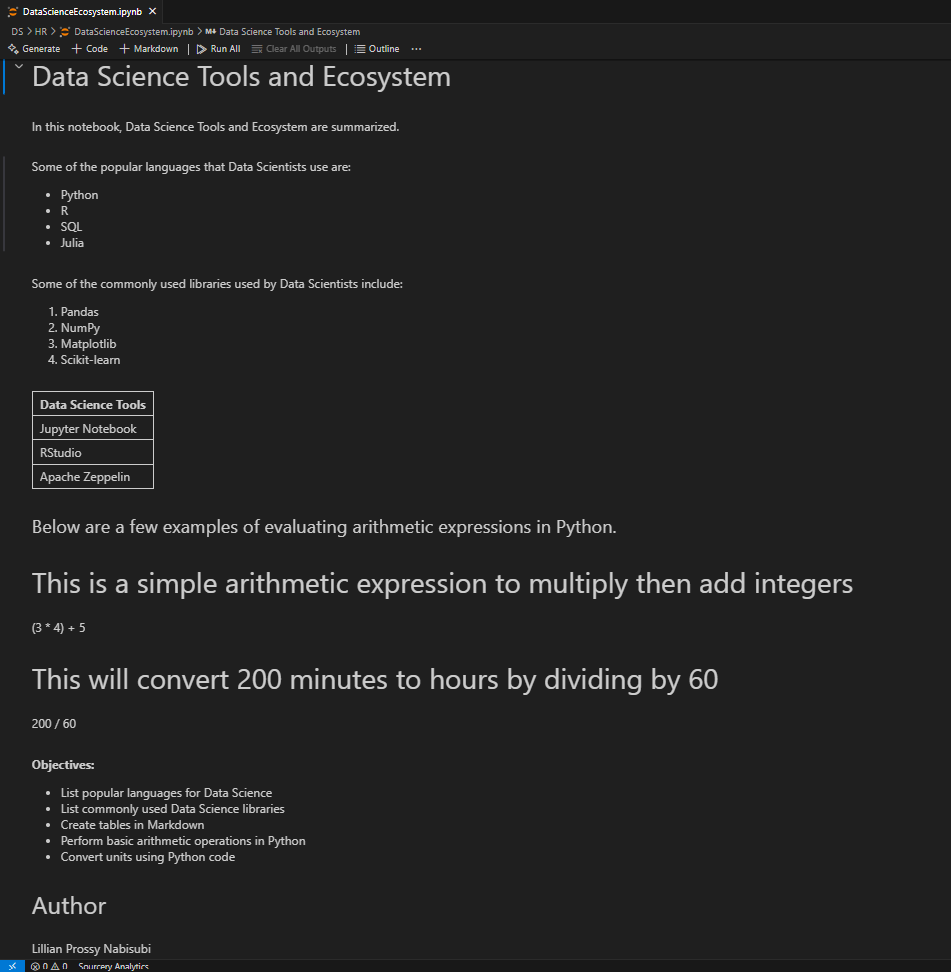 DataScienceEcosystem.ipynb ×
DS > HR > DataScienceEcosystem.ipynb > M↓ Data Science Tools and Ecosystem
Generate + Code + Markdown | Run All Clear All Outputs | Outline ...
Data Science Tools and Ecosystem
In this notebook, Data Science Tools and Ecosystem are summarized.
Some of the popular languages that Data Scientists use are:
• Python
• R
• SQL
• Julia
Some of the commonly used libraries used by Data Scientists include:
1. Pandas
2. NumPy
3. Matplotlib
4. Scikit-learn
Data Science Tools
Jupyter Notebook
RStudio
Apache Zeppelin
Below are a few examples of evaluating arithmetic expressions in Python.
This is a simple arithmetic expression to multiply then add integers
(3 * 4) + 5
This will convert 200 minutes to hours by dividing by 60
200 / 60
Objectives:
• List popular languages for Data Science
• List commonly used Data Science libraries
• Create tables in Markdown
• Perform basic arithmetic operations in Python
• Convert units using Python code
Author
Lillian Prossy Nabisubi
0 0 Sourcery Analytics